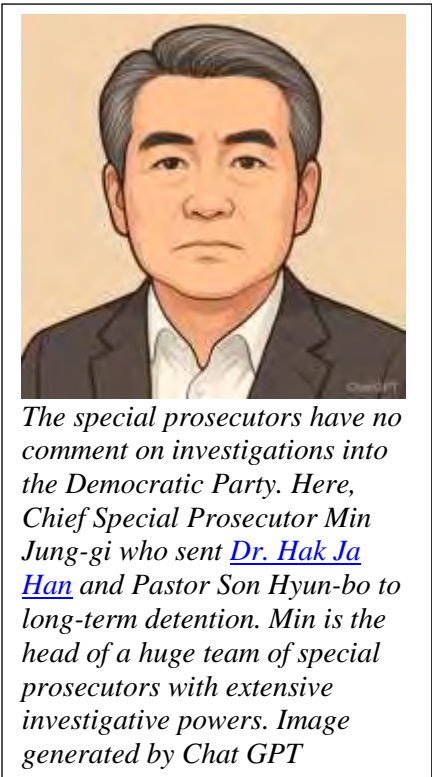 ChatGPT
The special prosecutors have no
comment on investigations into
the Democratic Party. Here,
Chief Special Prosecutor Min
Jung-gi who sent Dr. Hak Ja
Han and Pastor Son Hyun-bo to
long-term detention. Min is the
head of a huge team of special
prosecutors with extensive
investigative powers. Image
generated by Chat GPT